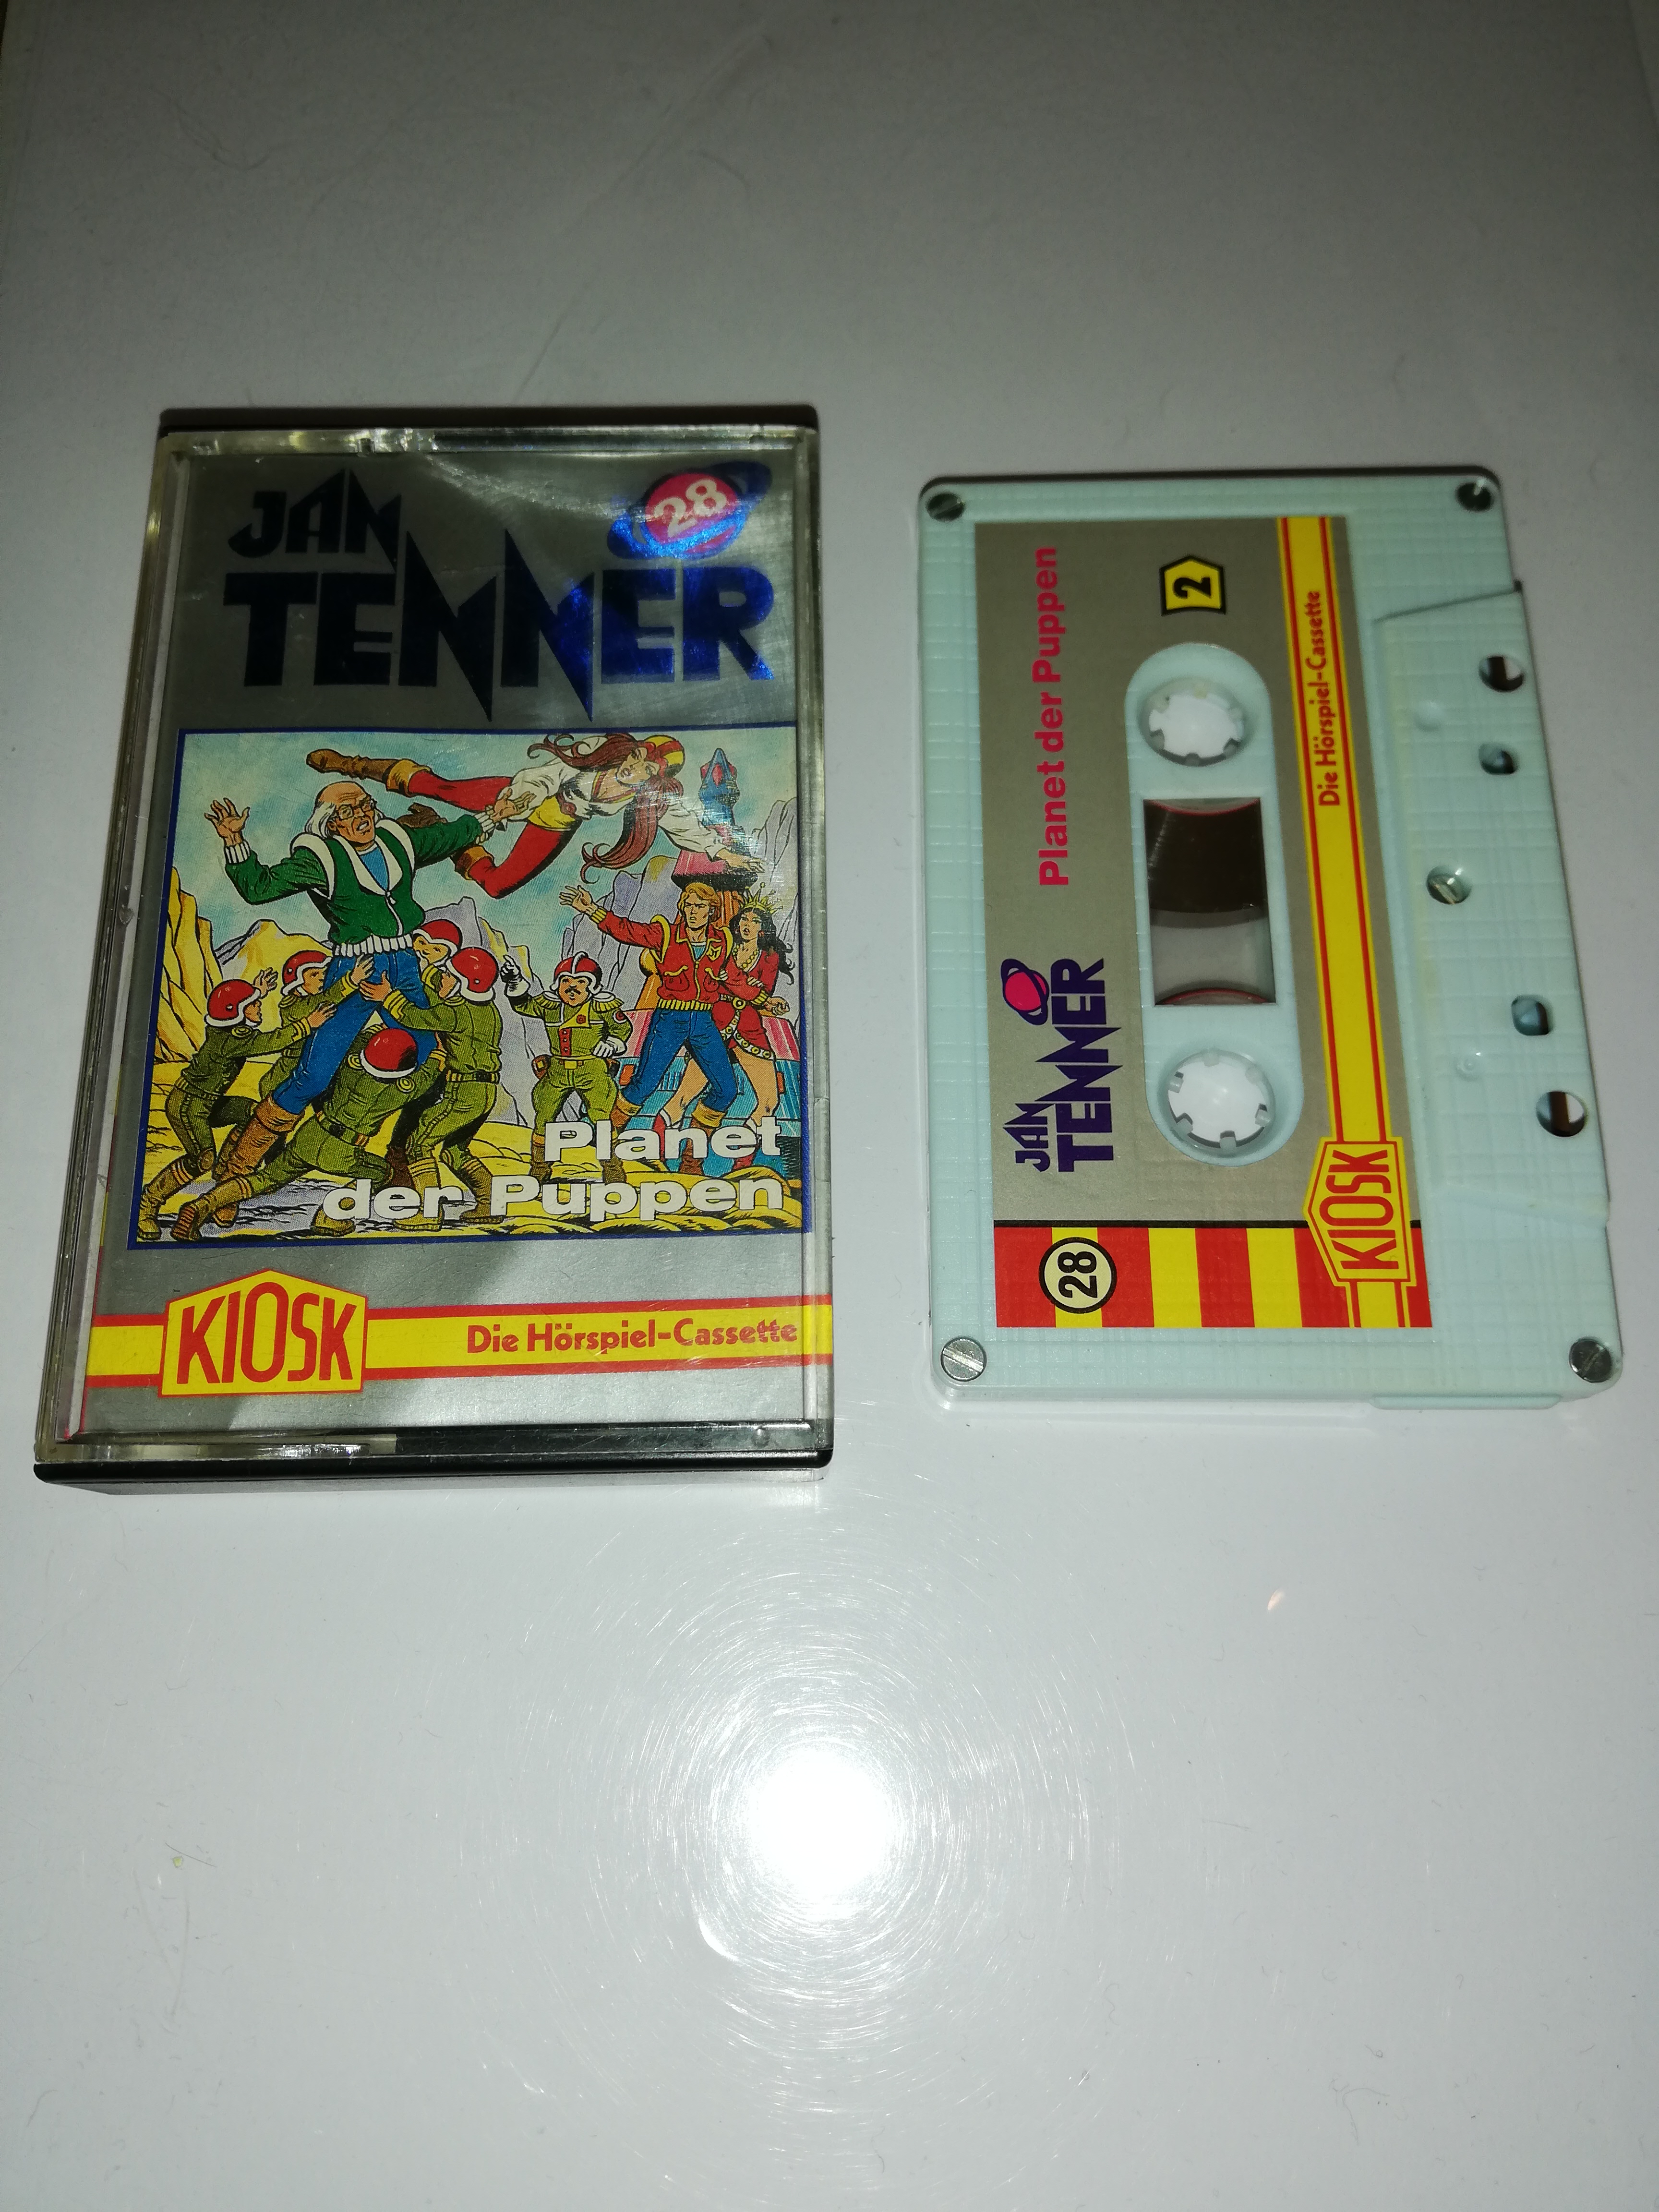 JAN
28
TENNER
Planet
der Puppen
KIOSK
Die Hörspiel-Cassette
28
JAN
TENNER
Planet der Puppen
2
KIOSK
Die Hörspiel-Cassette